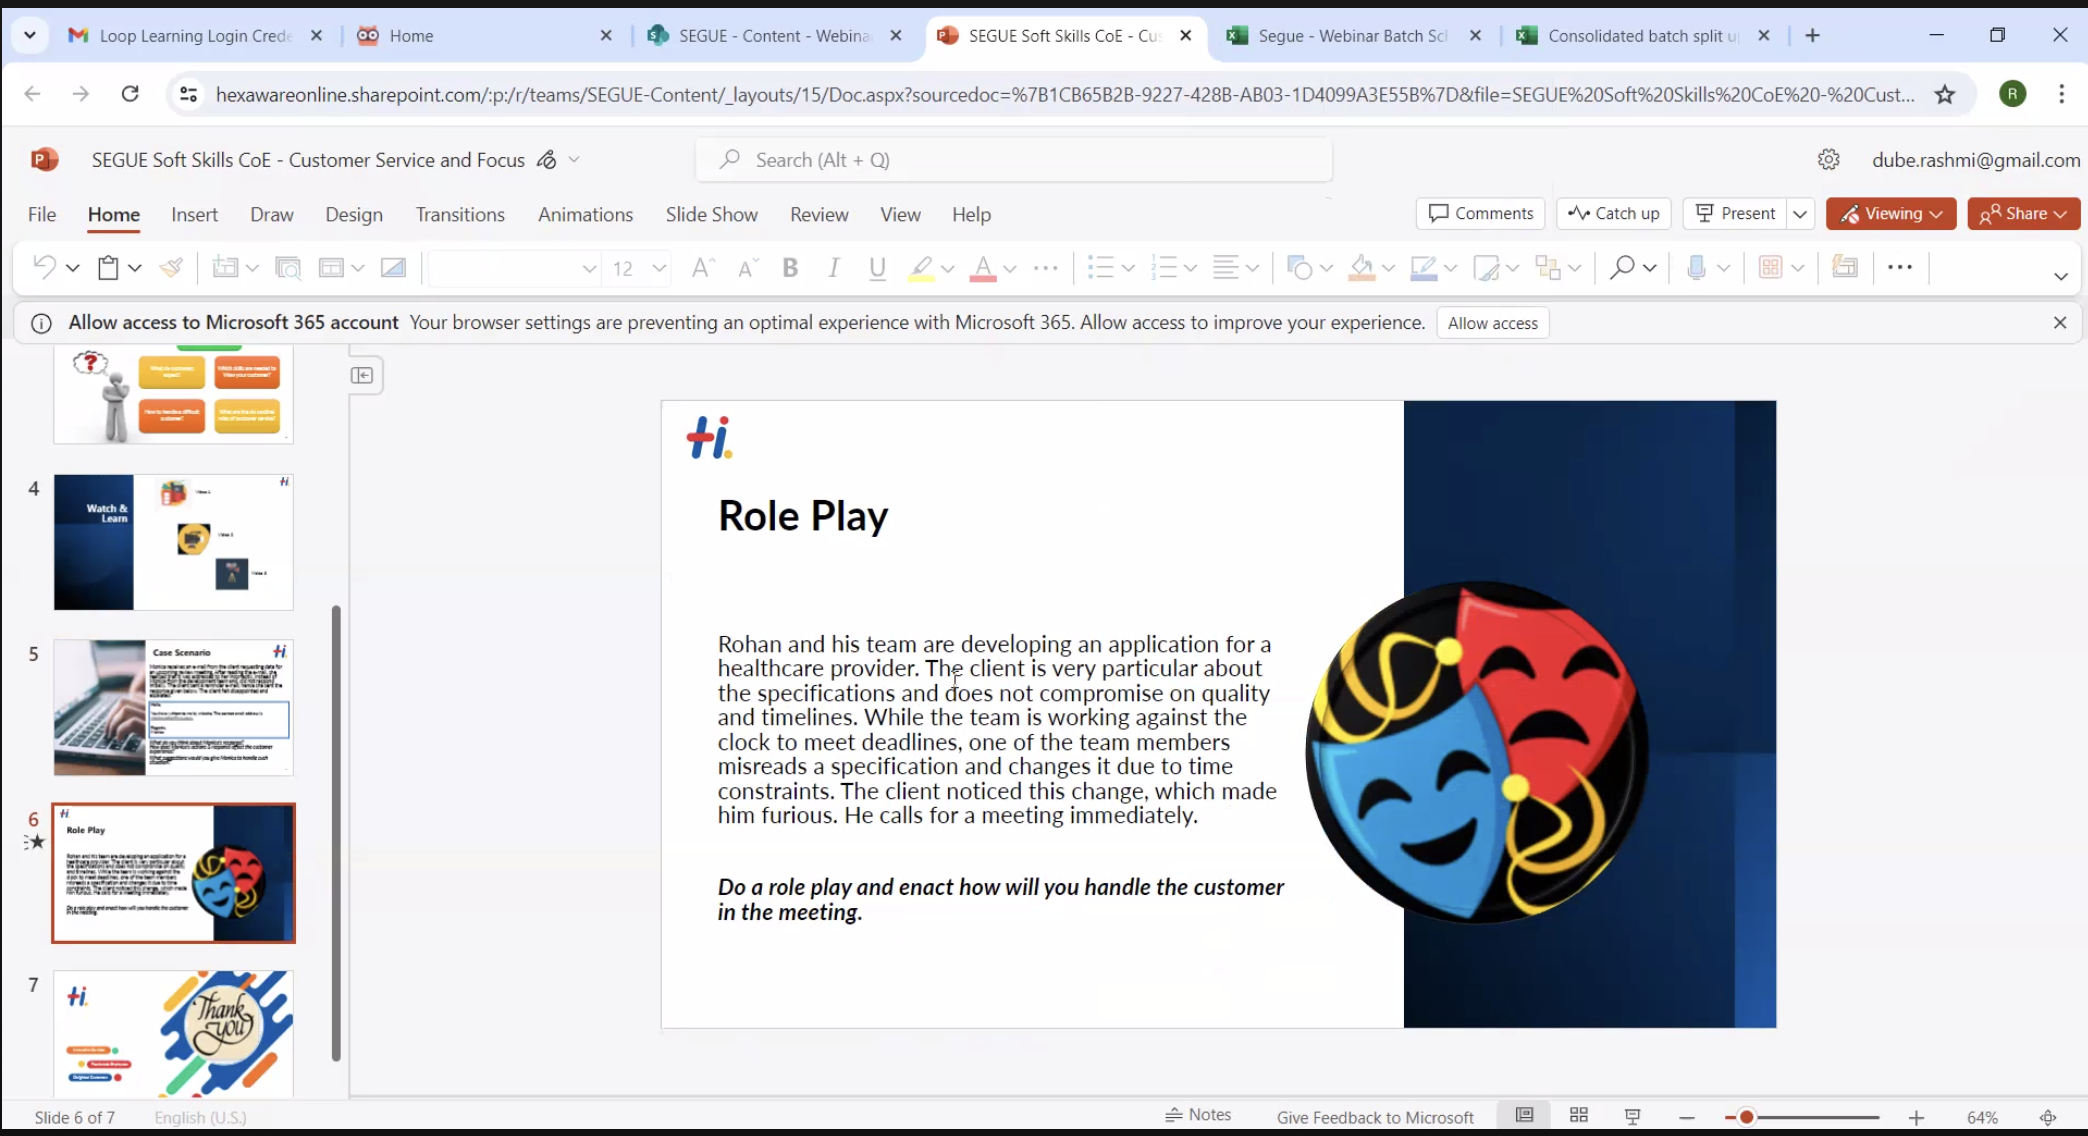 Loop Learning Login Crede
Home
SEGUE - Content - Webina
SEGUE Soft Skills CoE - Cus
Segue - Webinar Batch Sch
Consolidated batch split u
hexawareonline.sharepoint.com/:p:/r/teams/SEGUE-Content/_layouts/15/Doc.aspx?sourcedoc=%7B1CB65B2B-9227-428B-AB03-1D4099A3E55B%7D&file=SEGUE%20Soft%20Skills%20CoE%20-%20Cust...
R
SEGUE Soft Skills CoE - Customer Service and Focus
Search (Alt + Q)
dube.rashmi@gmail.com
File Home Insert Draw Design Transitions Animations Slide Show Review View Help
Comments Catch up Present Viewing Share
12
Allow access to Microsoft 365 account Your browser settings are preventing an optimal experience with Microsoft 365. Allow access to improve your experience. Allow access
4
Watch &
Learn
5
Case Scenario
6
Role Play
7
Thank
you
Hi.
Role Play
Rohan and his team are developing an application for a
healthcare provider. The client is very particular about
the specifications and does not compromise on quality
and timelines. While the team is working against the
clock to meet deadlines, one of the team members
misreads a specification and changes it due to time
constraints. The client noticed this change, which made
him furious. He calls for a meeting immediately.
Do a role play and enact how will you handle the customer
in the meeting.
Slide 6 of 7
English (U.S.)
Notes
Give Feedback to Microsoft
64%